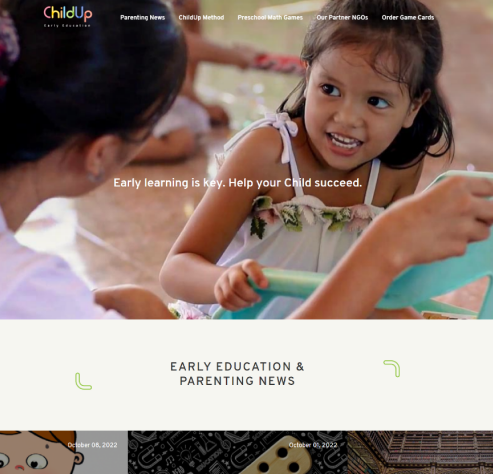 ChildUp
Early Education
Parenting News
ChildUp Method
Preschool Math Games
Our Partner NGOs
Order Game Cards
Early learning is key. Help your Child succeed.
EARLY EDUCATION &
PARENTING NEWS
October 08, 2022
October 01, 2022